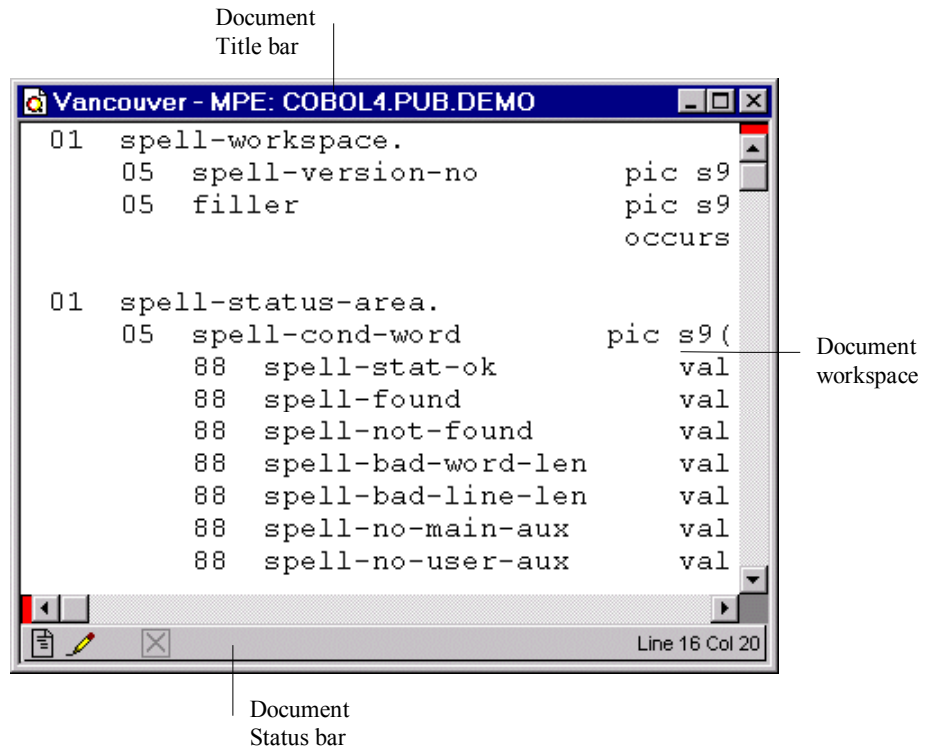 Document
Title bar
Vancouver - MPE: COBOL4.PUB.DEMO
01 spell-workspace.
05 spell-version-no pic s9
05 filler pic s9
occurs
01 spell-status-area.
05 spell-cond-word pic s9(
88 spell-stat-ok val
88 spell-found val
88 spell-not-found val
88 spell-bad-word-len val
88 spell-bad-line-len val
88 spell-no-main-aux val
88 spell-no-user-aux val
Document
workspace
Line 16 Col 20
Document
Status bar